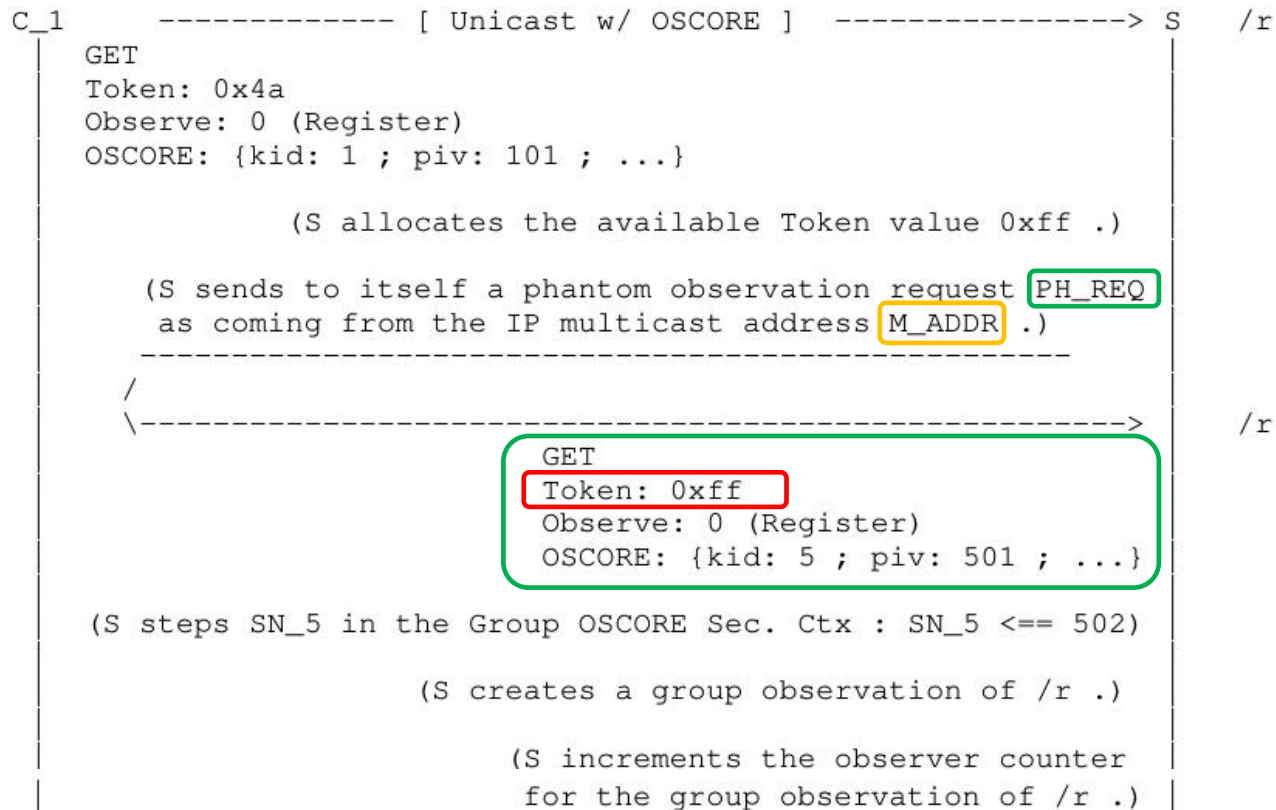 C_1 ------------- [ Unicast w/ OSCORE ] ----------------> S /r
GET
Token: 0x4a
Observe: 0 (Register)
OSCORE: {kid: 1 ; piv: 101 ; ...}
(S allocates the available Token value 0xff .)
(S sends to itself a phantom observation request PH_REQ
as coming from the IP multicast address M_ADDR .)
------------------------------------------------------
/
\----------------------------------------------------------> /r
GET
Token: 0xff
Observe: 0 (Register)
OSCORE: {kid: 5 ; piv: 501 ; ...}
(S steps SN_5 in the Group OSCORE Sec. Ctx : SN_5 <== 502)
(S creates a group observation of /r .)
(S increments the observer counter
for the group observation of /r .)